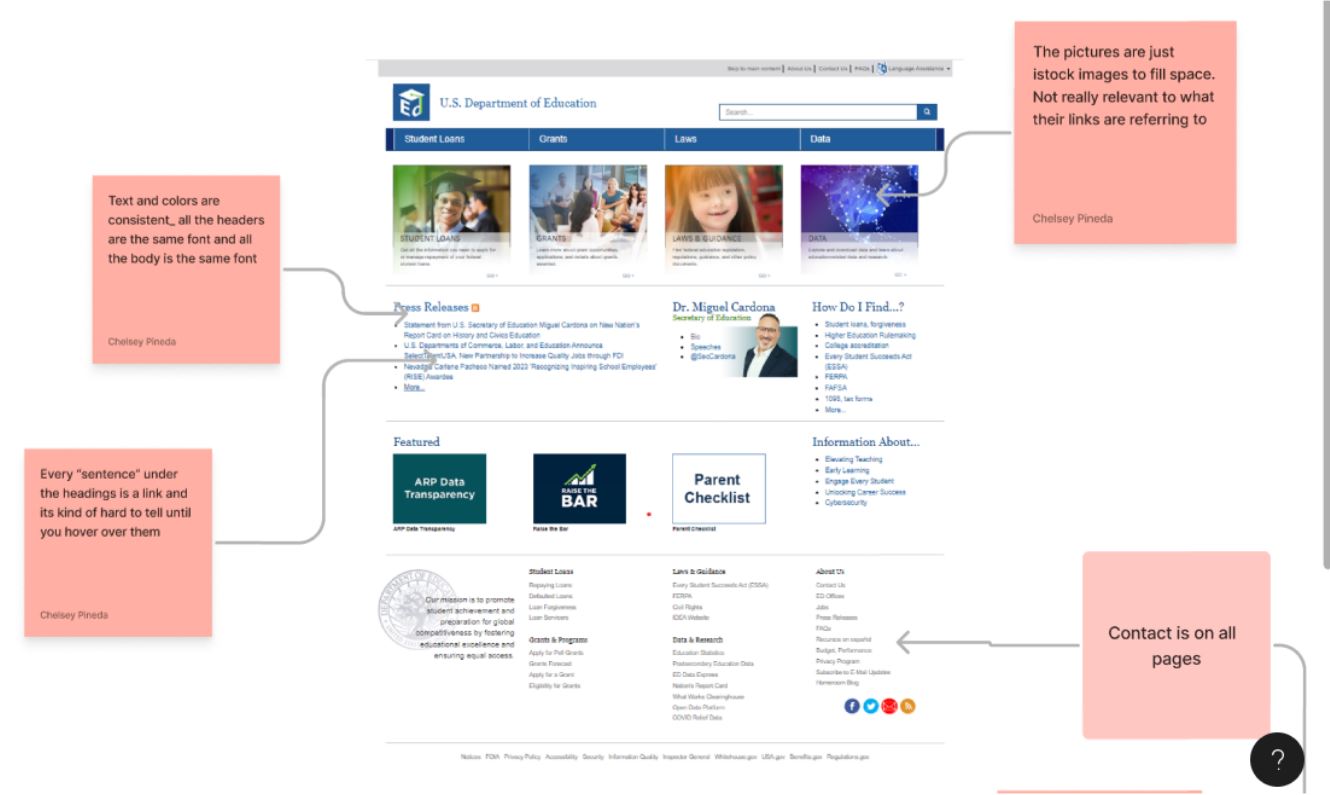 The pictures are just
istock images to fill space.
Not really relevant to what
their links are referring to
Chelsey Pineda
Text and colors are
consistent_ all the headers
are the same font and all
the body is the same font
Chelsey Pineda
Every “sentence” under
the headings is a link and
its kind of hard to tell until
you hover over them
Chelsey Pineda
Contact is on all
pages
?
Skip to main content | About Us | Contact Us | FAQs | Language Assistance
Ed
U.S. Department of Education
Search...
Student Loans Grants Laws Data
STUDENT LOANS
Get all the information you need to apply for
or manage repayment of your federal
student loans.
GO >
GRANTS
Learn more about grant opportunities,
applications, and details about grants
awarded.
GO >
LAWS & GUIDANCE
Find federal education legislation,
regulations, guidance, and other policy
documents.
GO >
DATA
Locate and download data and learn about
education-related data and research.
GO >
Press Releases
Statement from U.S. Secretary of Education Miguel Cardona on New Nation's
Report Card on History and Civics Education
U.S. Departments of Commerce, Labor, and Education Announce
SelectTalentUSA, New Partnership to Increase Quality Jobs through FDI
Nevada's Carlene Pacheco Named 2023 'Recognizing Inspiring School Employees'
(RISE) Awardee
More...
Dr. Miguel Cardona
Secretary of Education
Bio
Speeches
@SecCardona
How Do I Find...?
Student loans, forgiveness
Higher Education Rulemaking
College accreditation
Every Student Succeeds Act
(ESSA)
FERPA
FAFSA
1098, tax forms
More...
Featured
ARP Data
Transparency
ARP Data Transparency
RAISE THE
BAR
Raise the Bar
Parent
Checklist
Parent Checklist
Information About...
Elevating Teaching
Early Learning
Engage Every Student
Unlocking Career Success
Cybersecurity
Our mission is to promote
student achievement and
preparation for global
competitiveness by fostering
educational excellence and
ensuring equal access.
Student Loans
Repaying Loans
Defaulted Loans
Loan Forgiveness
Loan Servicers
Grants & Programs
Apply for Pell Grants
Grants Forecast
Apply for a Grant
Eligibility for Grants
Laws & Guidance
Every Student Succeeds Act (ESSA)
FERPA
Civil Rights
IDEA Website
Data & Research
Education Statistics
Postsecondary Education Data
ED Data Express
Nation's Report Card
What Works Clearinghouse
Open Data Platform
COVID Relief Data
About Us
Contact Us
ED Offices
Jobs
Press Releases
FAQs
Recursos en español
Budget, Performance
Privacy Program
Subscribe to E-Mail Updates
Homeroom Blog
Notices FOIA Privacy Policy Accessibility Security Information Quality Inspector General Whitehouse.gov USA.gov Benefits.gov Regulations.gov